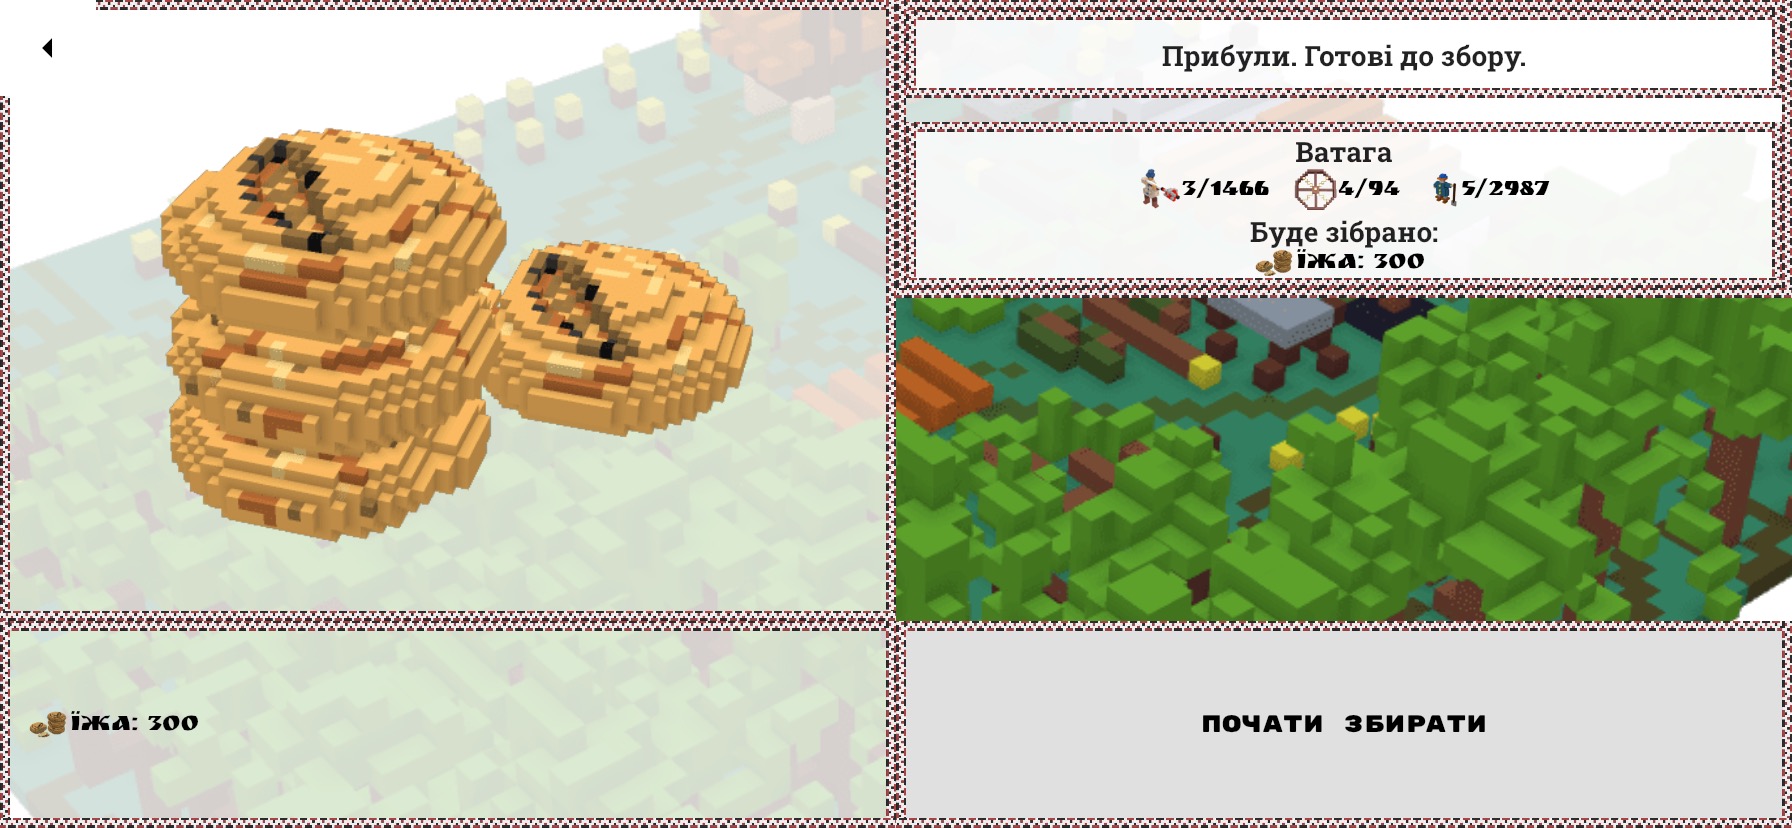 Прибули. Готові до збору.
Ватага
3/1466 4/94 5/2987
Буде зібрано:
Їжа: 300
Їжа: 300
ПОЧАТИ ЗБИРАТИ